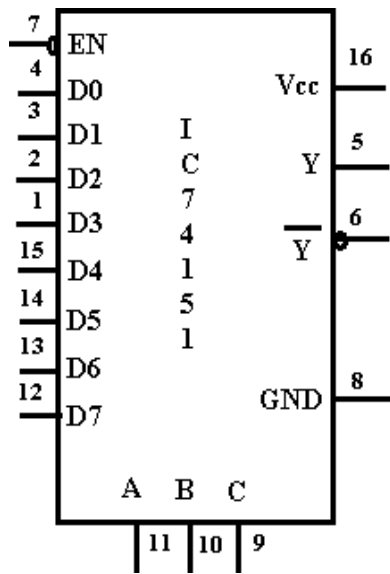 7 EN
16
4 D0 Vcc
3 D1 I
5
2 D2 C Y
1 D3 7
6
15 D4 4 Y̅
14 D5 1
13 D6 5
12 D7 1
8
GND
A B C
11 10 9